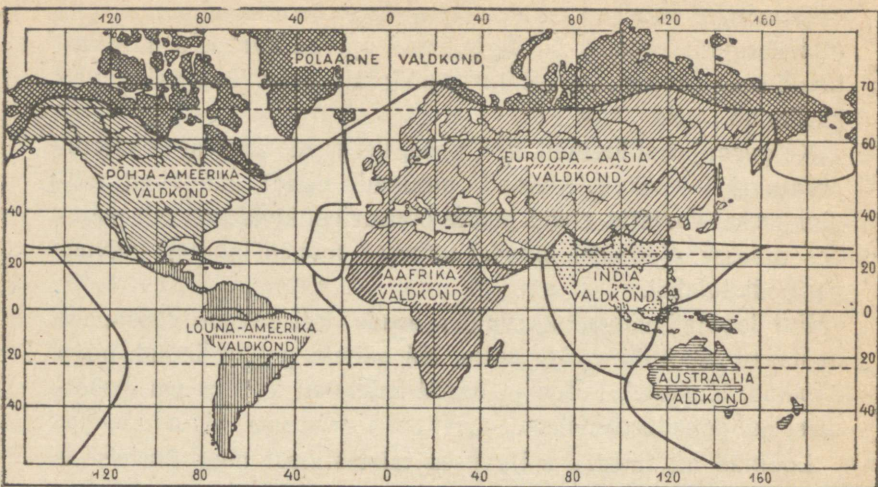 120 80 40 0 40 80 120 160
POLAARNE VALDKOND
70
60
EUROOPA-AASIA
VALDKOND
PÕHJA-AMEERIKA
VALDKOND
40 40
20 20
AAFRIKA
VALDKOND
INDIA
VALDKOND
0 0
LÕUNA-AMEERIKA
VALDKOND
20 20
AUSTRAALIA
VALDKOND
40 40
120 80 40 0 40 80 120 160